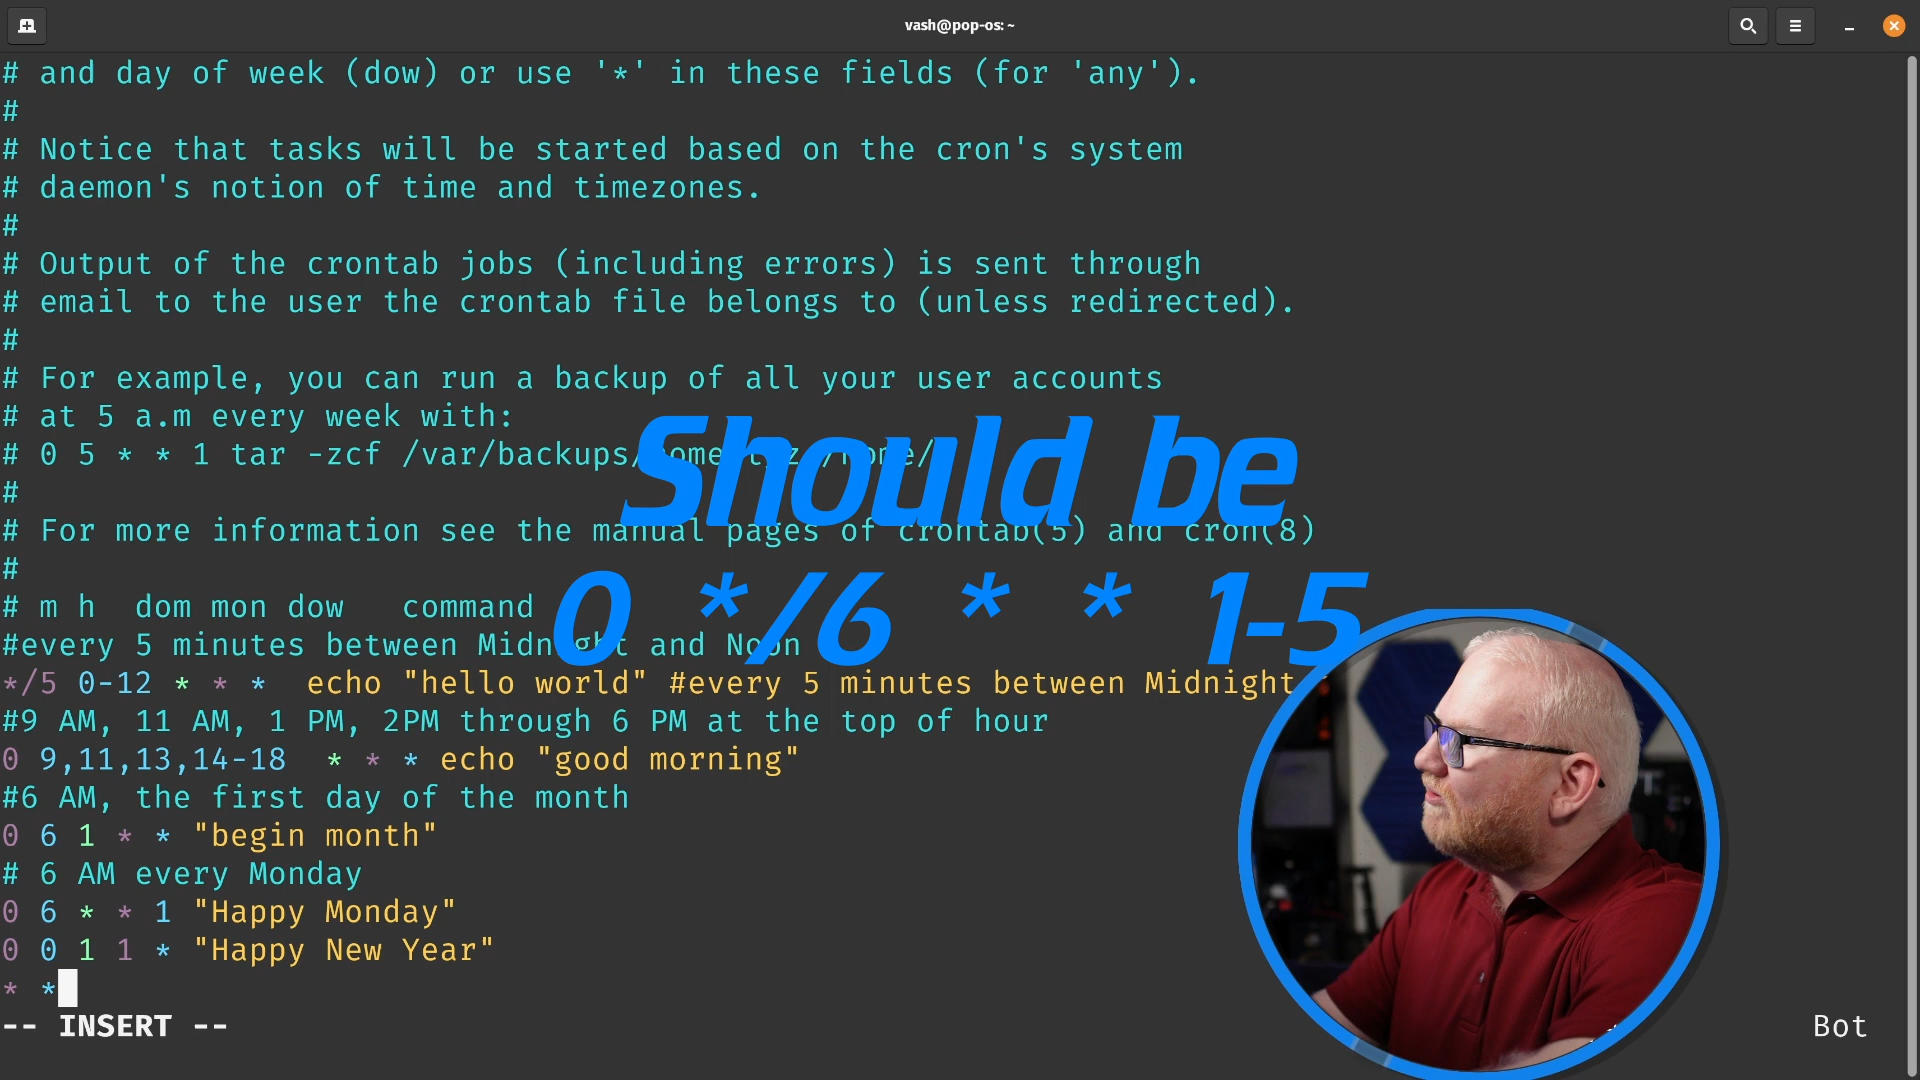 vash@pop-os: ~
# and day of week (dow) or use '*' in these fields (for 'any').
#
# Notice that tasks will be started based on the cron's system
# daemon's notion of time and timezones.
#
# Output of the crontab jobs (including errors) is sent through
# email to the user the crontab file belongs to (unless redirected).
#
# For example, you can run a backup of all your user accounts
# at 5 a.m every week with:
# 0 5 * * 1 tar -zcf /var/backups/home.tgz /home/
Should be
#
# For more information see the manual pages of crontab(5) and cron(8)
#
# m h  dom mon dow   command
0 */6 * * 1-5
#every 5 minutes between Midnight and Noon
*/5 0-12 * * *  echo "hello world" #every 5 minutes between Midnight
#9 AM, 11 AM, 1 PM, 2PM through 6 PM at the top of hour
0 9,11,13,14-18  * * * echo "good morning"
#6 AM, the first day of the month
0 6 1 * * "begin month"
# 6 AM every Monday
0 6 * * 1 "Happy Monday"
0 0 1 1 * "Happy New Year"
* *
-- INSERT --
Bot